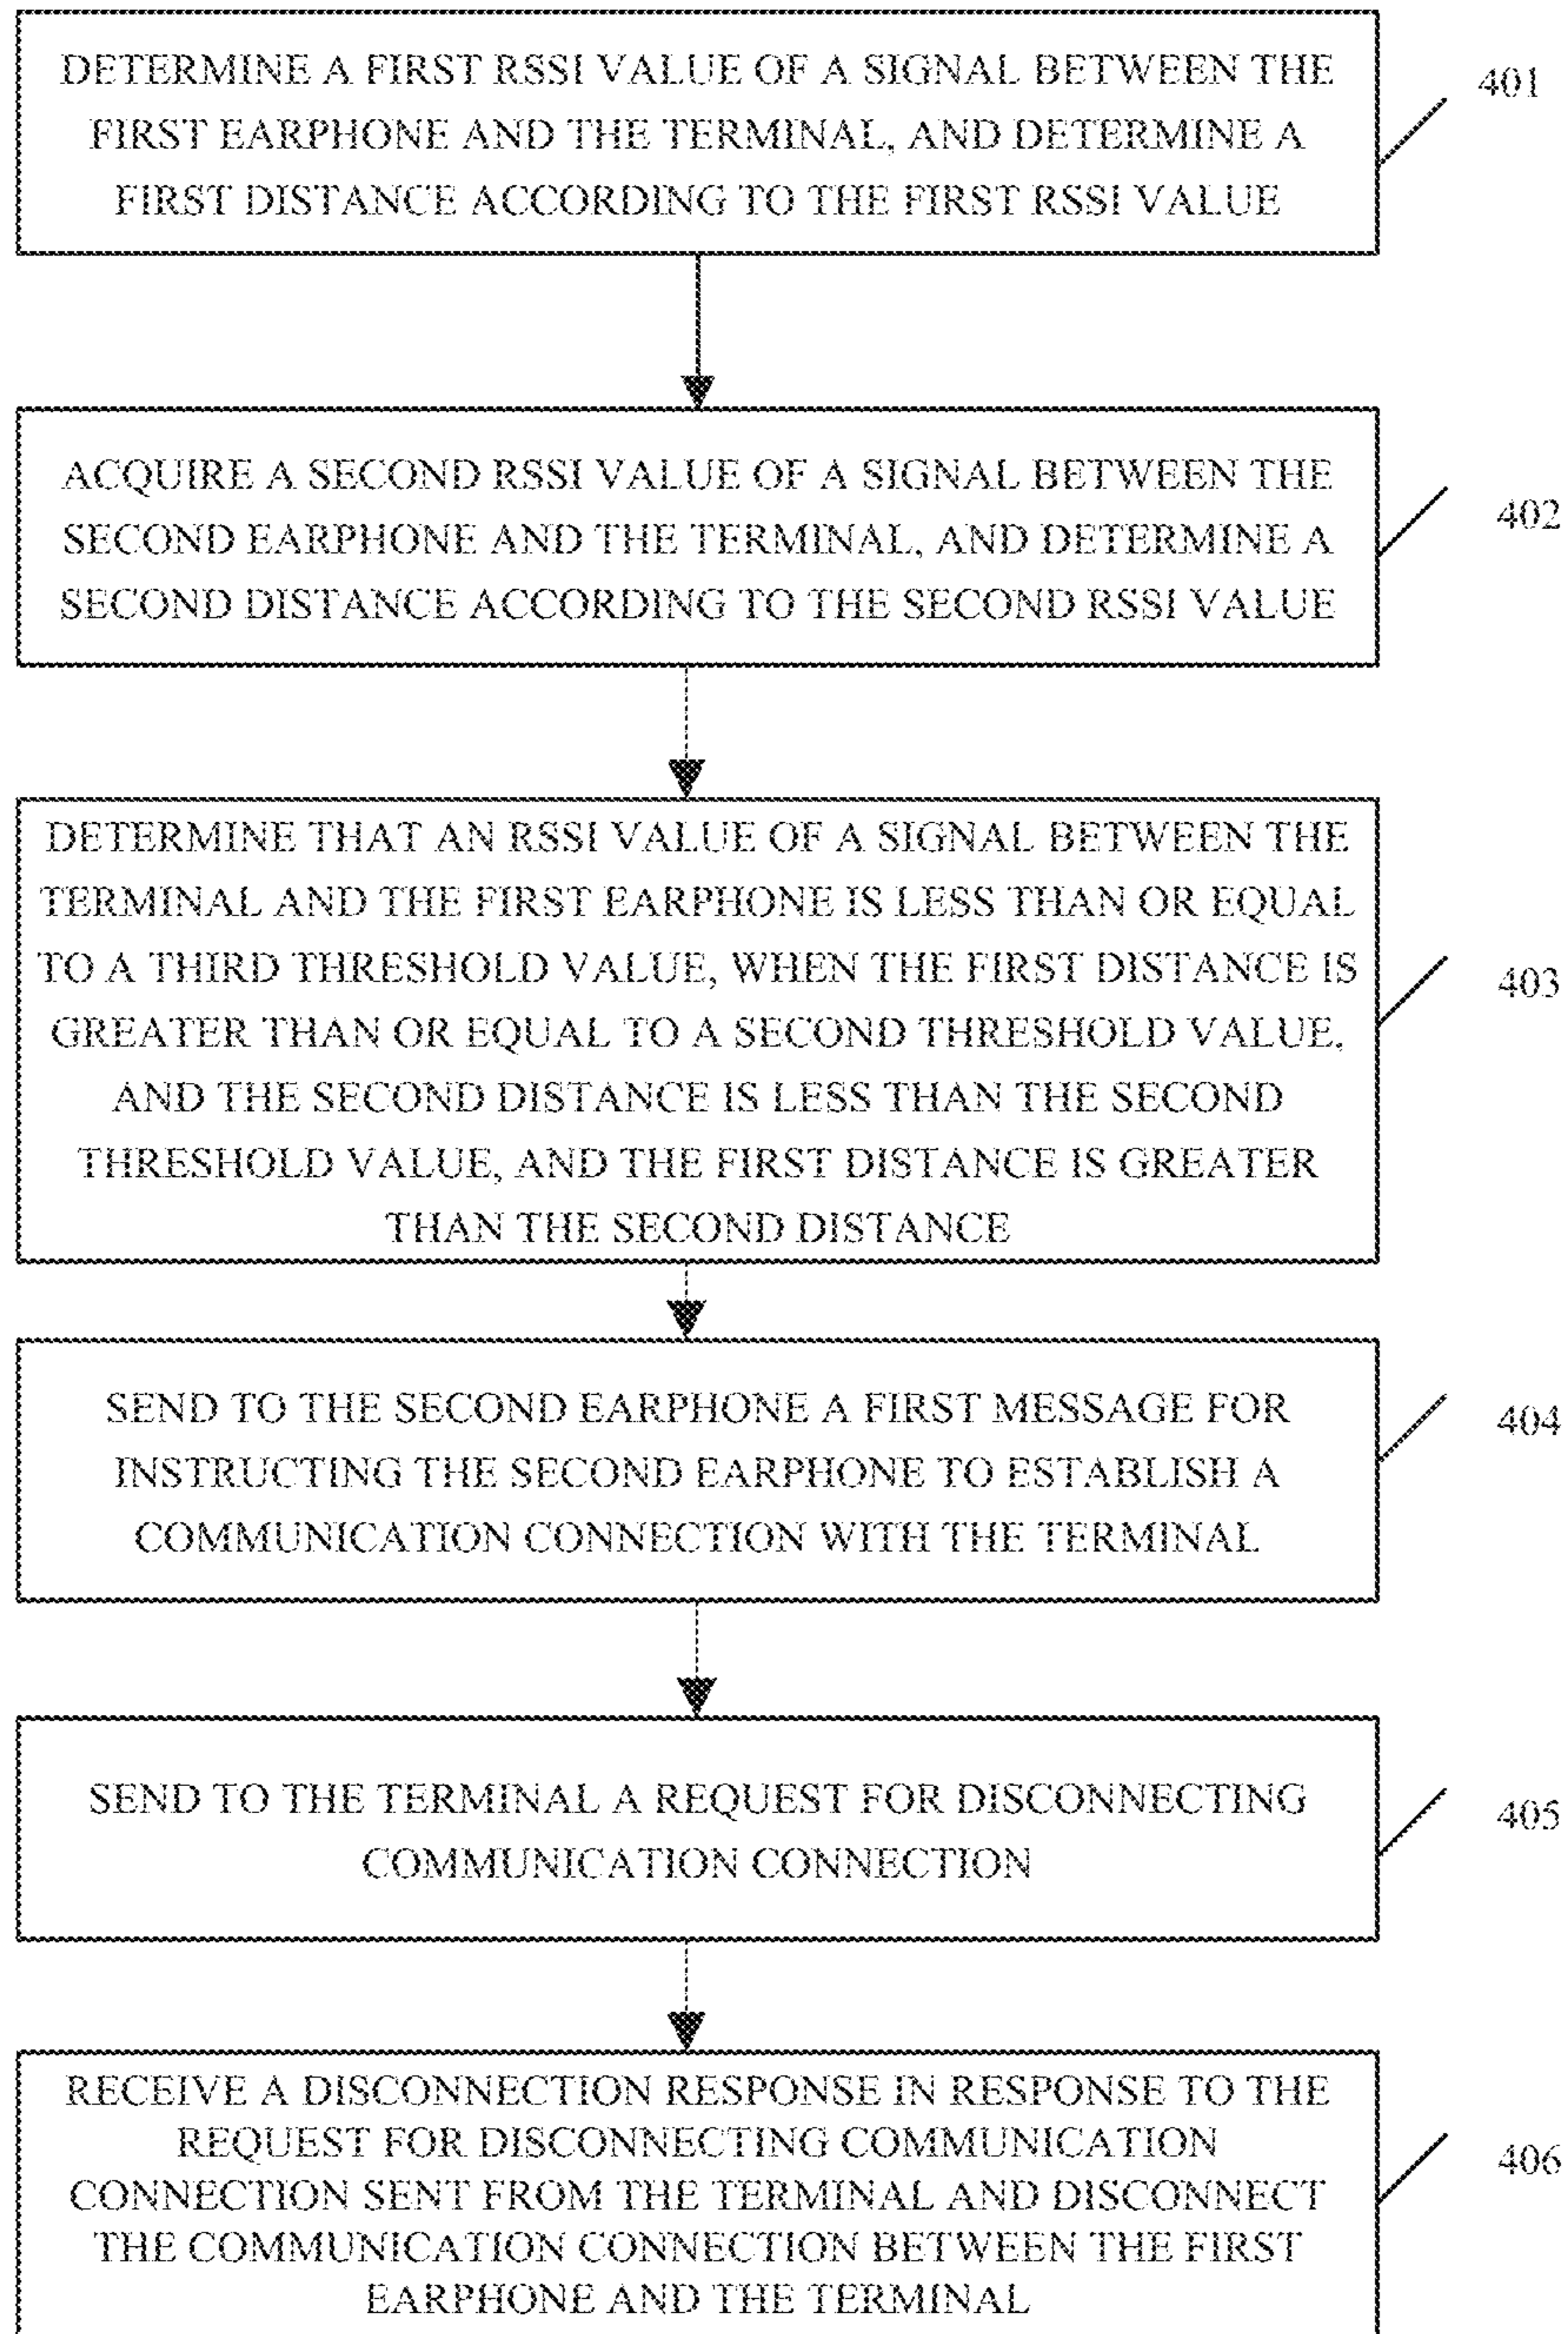 DETERMINE A FIRST RSSI VALUE OF A SIGNAL BETWEEN THE
FIRST EARPHONE AND THE TERMINAL, AND DETERMINE A
FIRST DISTANCE ACCORDING TO THE FIRST RSSI VALUE
401
ACQUIRE A SECOND RSSI VALUE OF A SIGNAL BETWEEN THE
SECOND EARPHONE AND THE TERMINAL, AND DETERMINE A
SECOND DISTANCE ACCORDING TO THE SECOND RSSI VALUE
402
DETERMINE THAT AN RSSI VALUE OF A SIGNAL BETWEEN THE
TERMINAL AND THE FIRST EARPHONE IS LESS THAN OR EQUAL
TO A THIRD THRESHOLD VALUE, WHEN THE FIRST DISTANCE IS
GREATER THAN OR EQUAL TO A SECOND THRESHOLD VALUE,
AND THE SECOND DISTANCE IS LESS THAN THE SECOND
THRESHOLD VALUE, AND THE FIRST DISTANCE IS GREATER
THAN THE SECOND DISTANCE
403
SEND TO THE SECOND EARPHONE A FIRST MESSAGE FOR
INSTRUCTING THE SECOND EARPHONE TO ESTABLISH A
COMMUNICATION CONNECTION WITH THE TERMINAL
404
SEND TO THE TERMINAL A REQUEST FOR DISCONNECTING
COMMUNICATION CONNECTION
405
RECEIVE A DISCONNECTION RESPONSE IN RESPONSE TO THE
REQUEST FOR DISCONNECTING COMMUNICATION
CONNECTION SENT FROM THE TERMINAL AND DISCONNECT
THE COMMUNICATION CONNECTION BETWEEN THE FIRST
EARPHONE AND THE TERMINAL
406